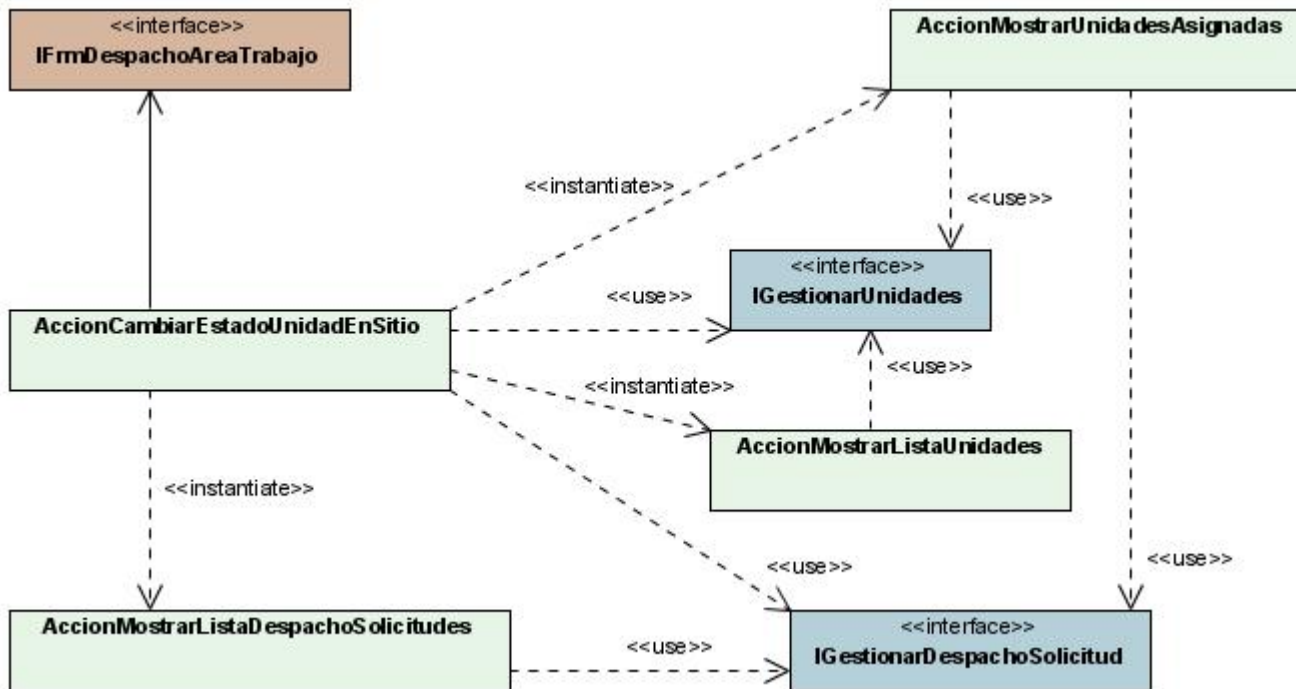 <<interface>>
IFrmDespachoAreaTrabajo
AccionMostrarUnidadesAsignadas
<<instantiate>>
<<use>>
<<interface>>
IGestionarUnidades
<<use>>
AccionCambiarEstadoUnidadEnSitio
<<use>>
<<instantiate>>
AccionMostrarListaUnidades
<<instantiate>>
<<use>>
<<use>>
AccionMostrarListaDespachoSolicitudes
<<use>>
<<interface>>
IGestionarDespachoSolicitud